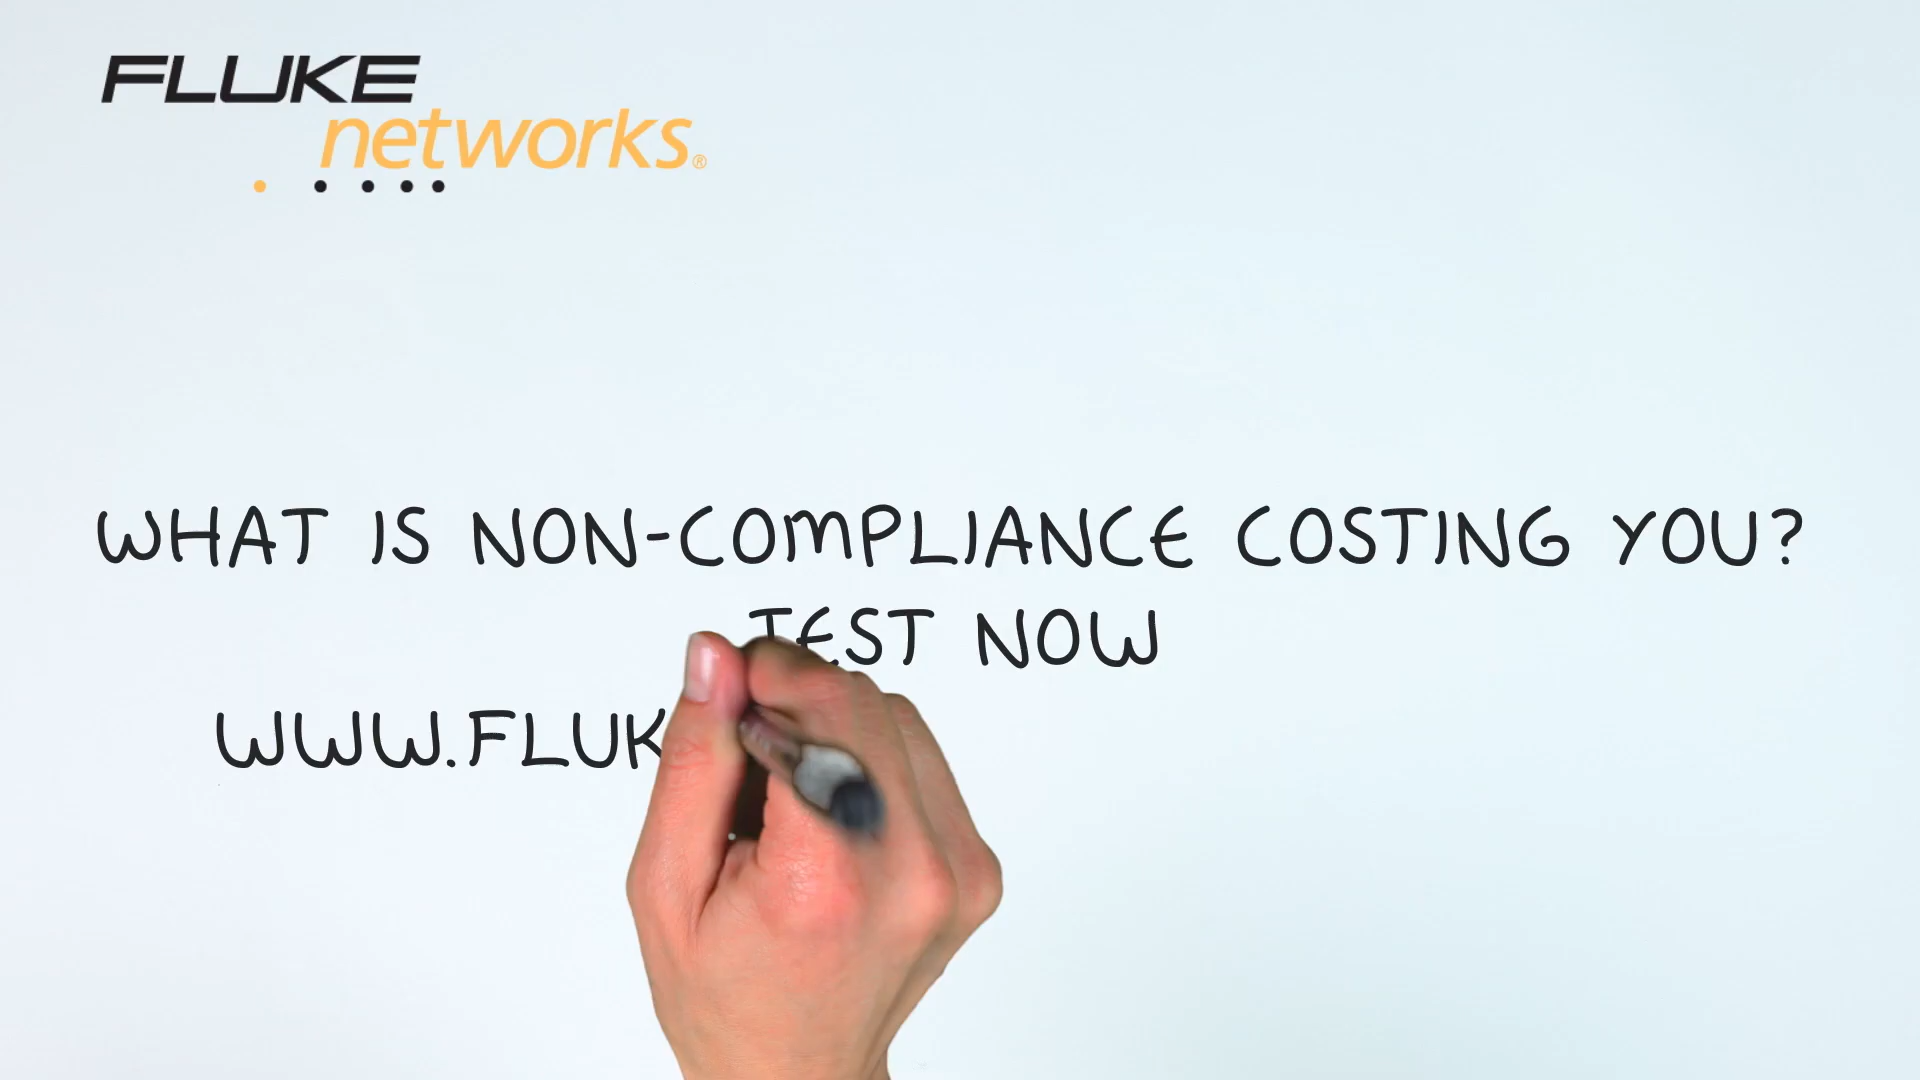 FLUKE
networks®
WHAT IS NON-COMPLIANCE COSTING YOU?
TEST NOW
WWW.FLUK